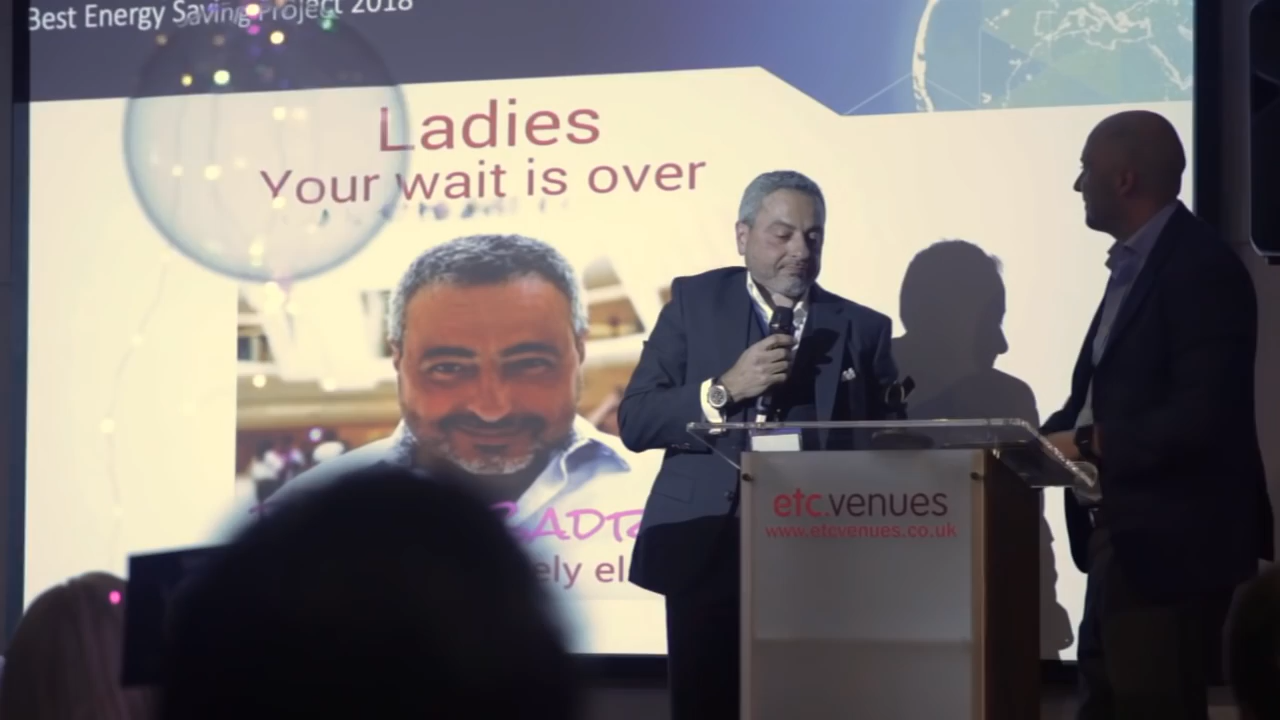 Best Energy Saving Project 2018
Ladies
Your wait is over
etc.venues
www.etcvenues.co.uk